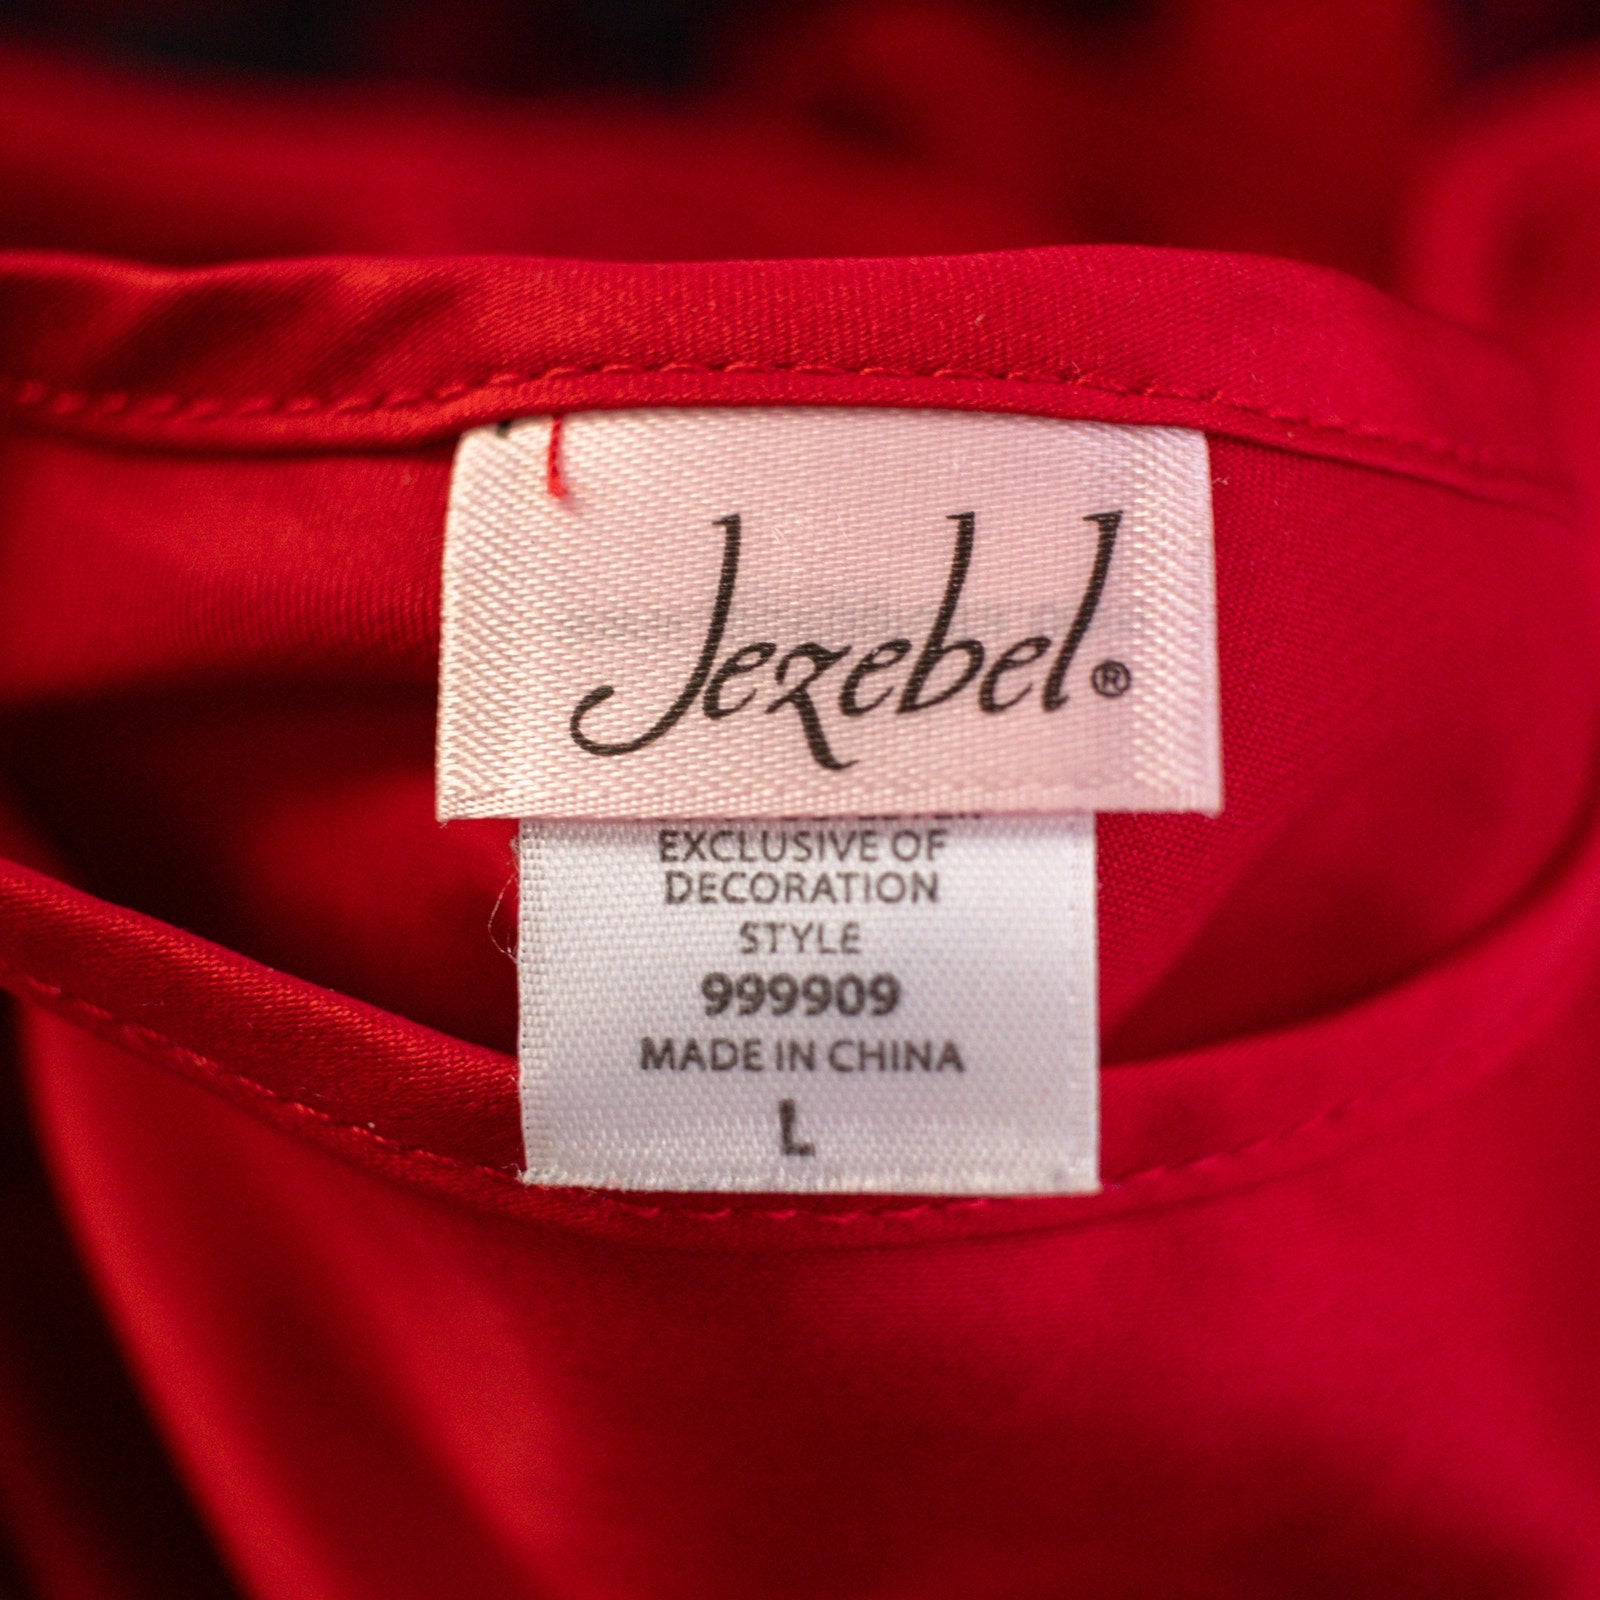 Jezebel®
EXCLUSIVE OF
DECORATION
STYLE
999909
MADE IN CHINA
L